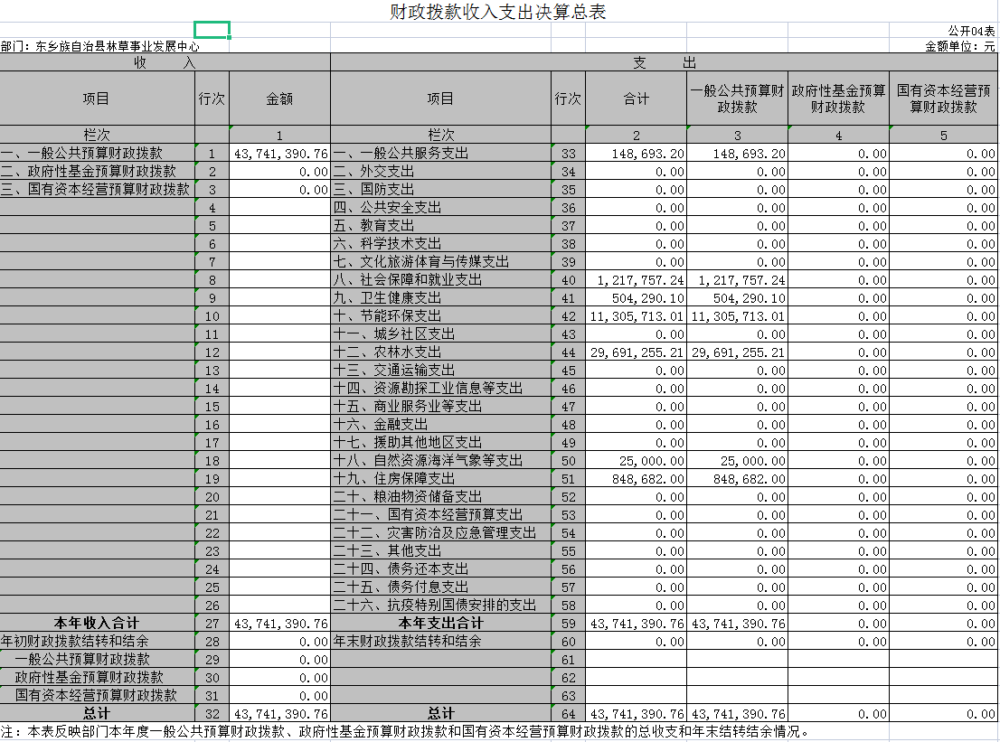 财政拨款收入支出决算总表
公开04表
部门：东乡族自治县林草事业发展中心 金额单位：元
收 入 支 出
项目 行次 金额 项目 行次 合计 一般公共预算财政拨款 政府性基金预算财政拨款 国有资本经营预算财政拨款
栏次 1 栏次 2 3 4 5
一、一般公共预算财政拨款 1 43,741,390.76 一、一般公共服务支出 33 148,693.20 148,693.20 0.00 0.00
二、政府性基金预算财政拨款 2 0.00 二、外交支出 34 0.00 0.00 0.00 0.00
三、国有资本经营预算财政拨款 3 0.00 三、国防支出 35 0.00 0.00 0.00 0.00
4 四、公共安全支出 36 0.00 0.00 0.00 0.00
5 五、教育支出 37 0.00 0.00 0.00 0.00
6 六、科学技术支出 38 0.00 0.00 0.00 0.00
7 七、文化旅游体育与传媒支出 39 0.00 0.00 0.00 0.00
8 八、社会保障和就业支出 40 1,217,757.24 1,217,757.24 0.00 0.00
9 九、卫生健康支出 41 504,290.10 504,290.10 0.00 0.00
10 十、节能环保支出 42 11,305,713.01 11,305,713.01 0.00 0.00
11 十一、城乡社区支出 43 0.00 0.00 0.00 0.00
12 十二、农林水支出 44 29,691,255.21 29,691,255.21 0.00 0.00
13 十三、交通运输支出 45 0.00 0.00 0.00 0.00
14 十四、资源勘探工业信息等支出 46 0.00 0.00 0.00 0.00
15 十五、商业服务业等支出 47 0.00 0.00 0.00 0.00
16 十六、金融支出 48 0.00 0.00 0.00 0.00
17 十七、援助其他地区支出 49 0.00 0.00 0.00 0.00
18 十八、自然资源海洋气象等支出 50 25,000.00 25,000.00 0.00 0.00
19 十九、住房保障支出 51 848,682.00 848,682.00 0.00 0.00
20 二十、粮油物资储备支出 52 0.00 0.00 0.00 0.00
21 二十一、国有资本经营预算支出 53 0.00 0.00 0.00 0.00
22 二十二、灾害防治及应急管理支出 54 0.00 0.00 0.00 0.00
23 二十三、其他支出 55 0.00 0.00 0.00 0.00
24 二十四、债务还本支出 56 0.00 0.00 0.00 0.00
25 二十五、债务付息支出 57 0.00 0.00 0.00 0.00
26 二十六、抗疫特别国债安排的支出 58 0.00 0.00 0.00 0.00
本年收入合计 27 43,741,390.76 本年支出合计 59 43,741,390.76 43,741,390.76 0.00 0.00
年初财政拨款结转和结余 28 0.00 年末财政拨款结转和结余 60 0.00 0.00 0.00 0.00
一般公共预算财政拨款 29 0.00 61
政府性基金预算财政拨款 30 0.00 62
国有资本经营预算财政拨款 31 0.00 63
总计 32 43,741,390.76 总计 64 43,741,390.76 43,741,390.76 0.00 0.00
注：本表反映部门本年度一般公共预算财政拨款、政府性基金预算财政拨款和国有资本经营预算财政拨款的总收支和年末结转结余情况。